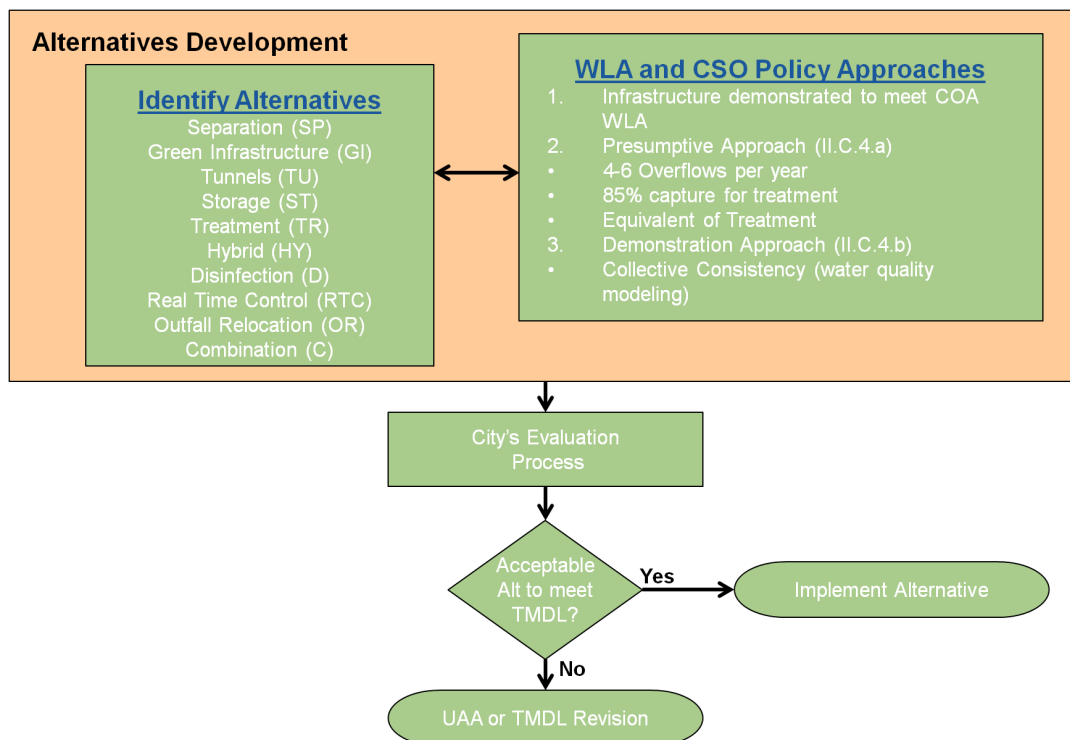 Alternatives Development
Identify Alternatives
Separation (SP)
Green Infrastructure (GI)
Tunnels (TU)
Storage (ST)
Treatment (TR)
Hybrid (HY)
Disinfection (D)
Real Time Control (RTC)
Outfall Relocation (OR)
Combination (C)
WLA and CSO Policy Approaches
1. Infrastructure demonstrated to meet COA
WLA
2. Presumptive Approach (II.C.4.a)
• 4-6 Overflows per year
• 85% capture for treatment
• Equivalent of Treatment
3. Demonstration Approach (II.C.4.b)
• Collective Consistency (water quality
modeling)
City’s Evaluation
Process
Acceptable
Alt to meet
TMDL?
Yes
Implement Alternative
No
UAA or TMDL Revision